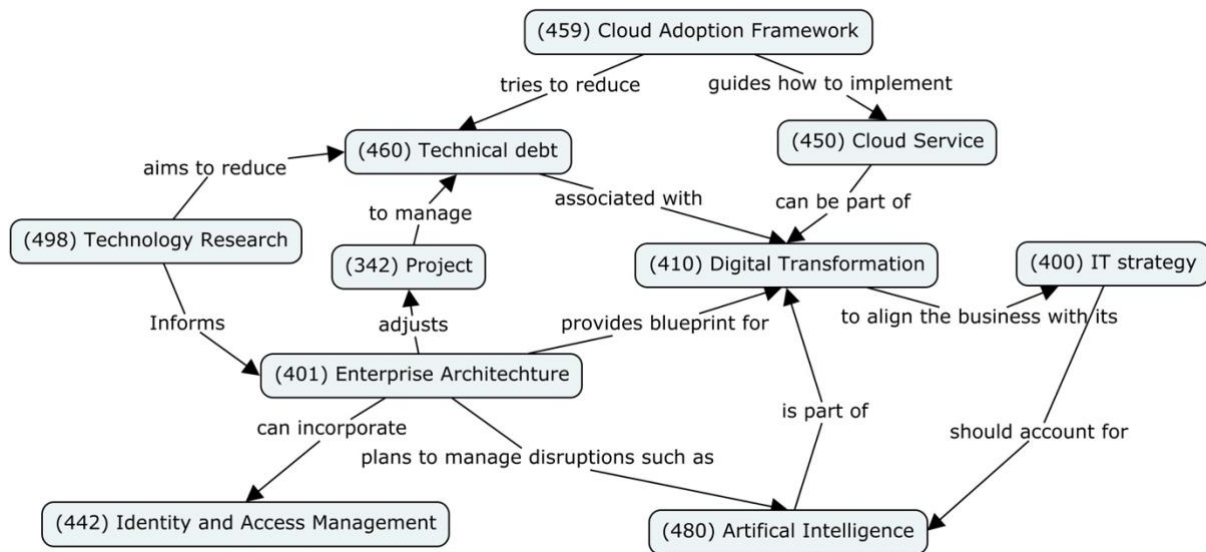 (459) Cloud Adoption Framework
tries to reduce
guides how to implement
(460) Technical debt
(450) Cloud Service
aims to reduce
associated with
can be part of
to manage
(498) Technology Research
(342) Project
(410) Digital Transformation
(400) IT strategy
Informs
adjusts
provides blueprint for
to align the business with its
(401) Enterprise Architechture
can incorporate
is part of
should account for
plans to manage disruptions such as
(442) Identity and Access Management
(480) Artifical Intelligence